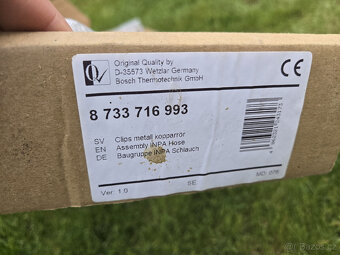 Original Quality by
D-35573 Wetzlar Germany
Bosch Thermotechnik GmbH
CE
8 733 716 993
SV Clips metall kopparrör
EN Assembly INPA Hose
DE Baugruppe INPA Schlauch
Ver. 1.0
SE